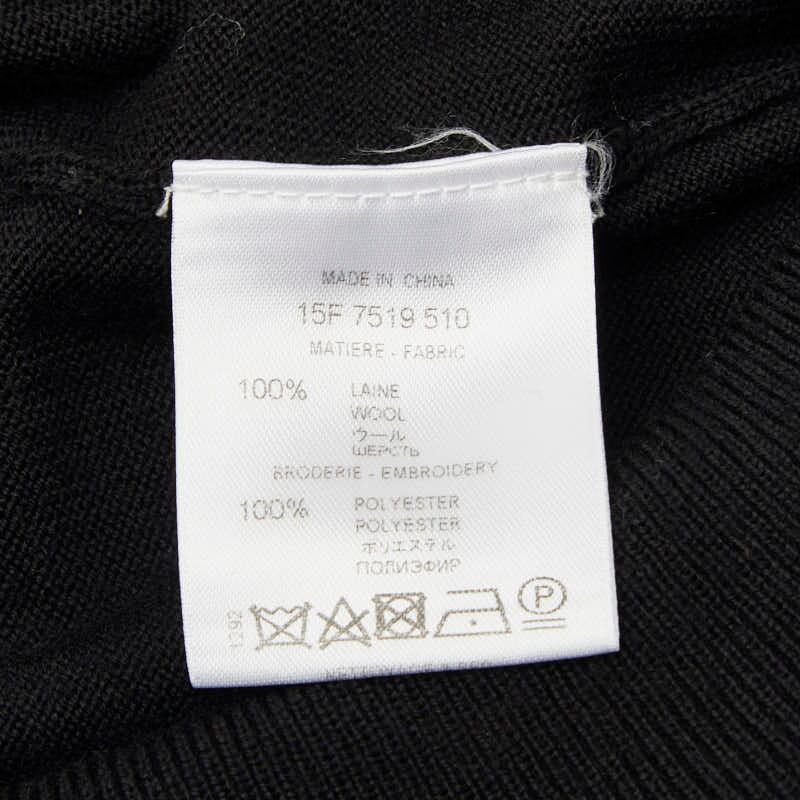 MADE IN CHINA
15F 7519 510
MATIERE - FABRIC
100% LAINE
WOOL
ウール
ШЕРСТЬ
BRODERIE - EMBROIDERY
100% POLYESTER
POLYESTER
ポリエステル
ПОЛИЭФИР
1292
P